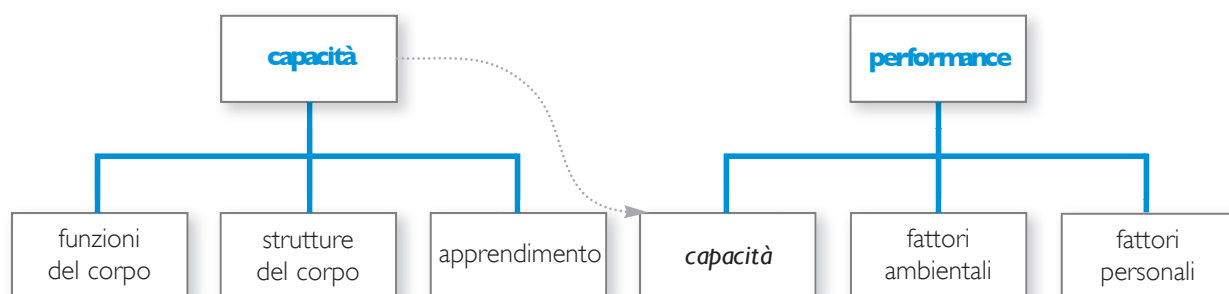 capacità
performance
funzioni
del corpo
strutture
del corpo
apprendimento
capacità
fattori
ambientali
fattori
personali